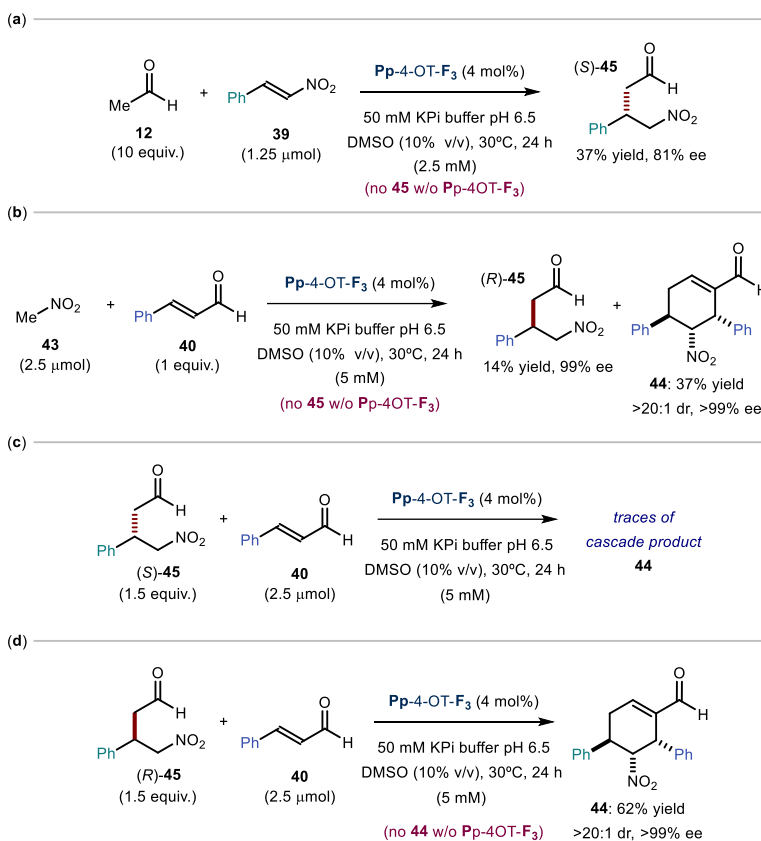 (a)
Me
O
H
12
(10 equiv.)
+
Ph
NO2
39
(1.25 μmol)
Pp-4-OT-F3 (4 mol%)
50 mM KPi buffer pH 6.5
DMSO (10% v/v), 30ºC, 24 h
(2.5 mM)
(no 45 w/o Pp-4OT-F3)
(S)-45
O
H
Ph
NO2
37% yield, 81% ee
(b)
Me
NO2
43
(2.5 μmol)
+
Ph
O
H
40
(1 equiv.)
Pp-4-OT-F3 (4 mol%)
50 mM KPi buffer pH 6.5
DMSO (10% v/v), 30ºC, 24 h
(5 mM)
(no 45 w/o Pp-4OT-F3)
(R)-45
O
H
Ph
NO2
14% yield, 99% ee
+
O
H
Ph
Ph
NO2
44: 37% yield
>20:1 dr, >99% ee
(c)
O
H
Ph
NO2
(S)-45
(1.5 equiv.)
+
Ph
O
H
40
(2.5 μmol)
Pp-4-OT-F3 (4 mol%)
50 mM KPi buffer pH 6.5
DMSO (10% v/v), 30ºC, 24 h
(5 mM)
traces of
cascade product
44
(d)
O
H
Ph
NO2
(R)-45
(1.5 equiv.)
+
Ph
O
H
40
(2.5 μmol)
Pp-4-OT-F3 (4 mol%)
50 mM KPi buffer pH 6.5
DMSO (10% v/v), 30ºC, 24 h
(5 mM)
(no 44 w/o Pp-4OT-F3)
O
H
Ph
Ph
NO2
44: 62% yield
>20:1 dr, >99% ee